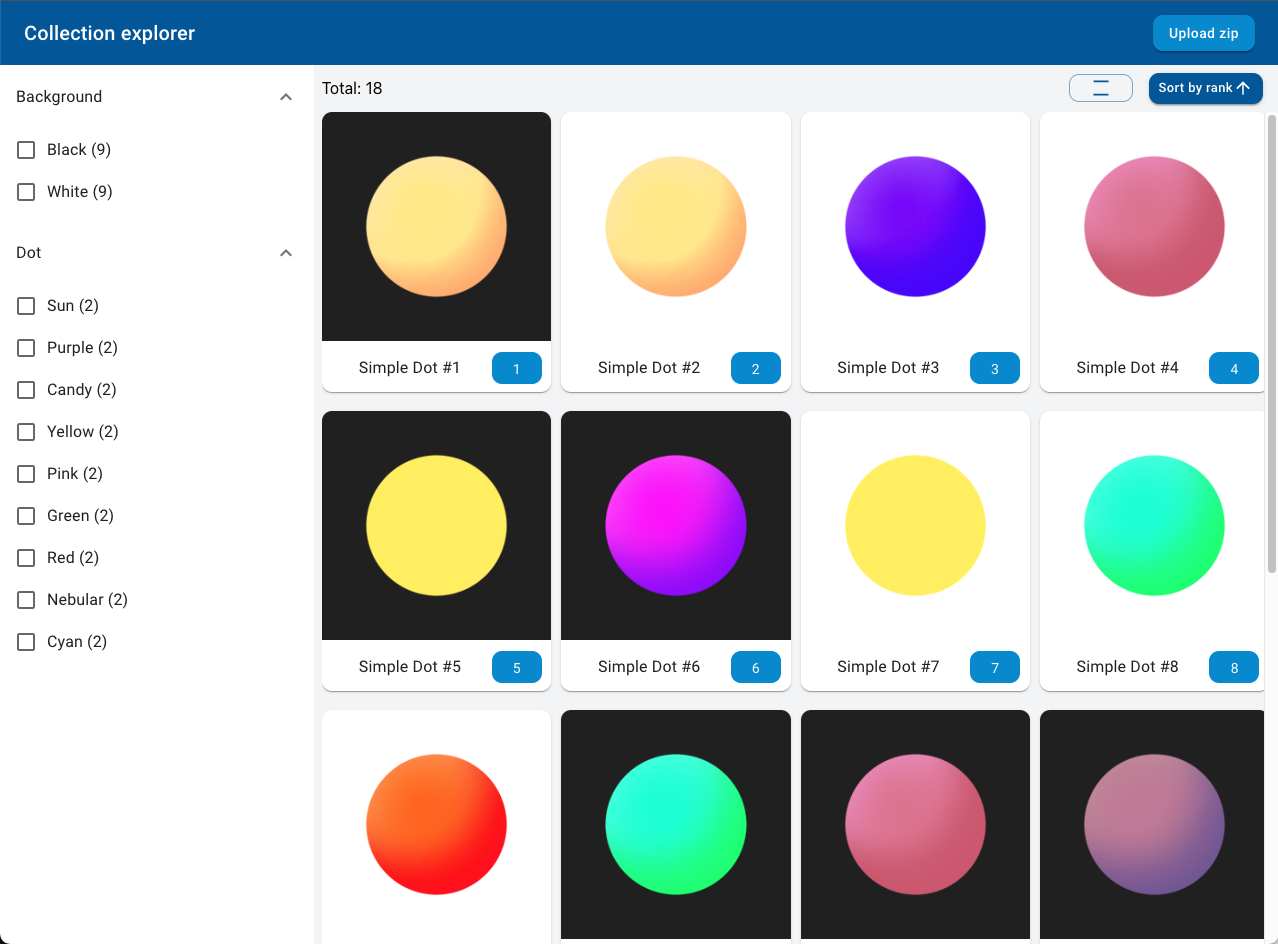 Collection explorer
Upload zip
Background
Black (9)
White (9)
Dot
Sun (2)
Purple (2)
Candy (2)
Yellow (2)
Pink (2)
Green (2)
Red (2)
Nebular (2)
Cyan (2)
Total: 18
Sort by rank
Simple Dot #1 1
Simple Dot #2 2
Simple Dot #3 3
Simple Dot #4 4
Simple Dot #5 5
Simple Dot #6 6
Simple Dot #7 7
Simple Dot #8 8